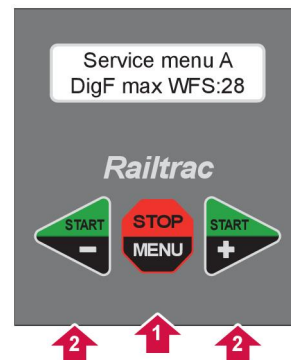 Service menu A
DigF max WFS:28
Railtrac
START STOP START
- MENU +
2 1 2